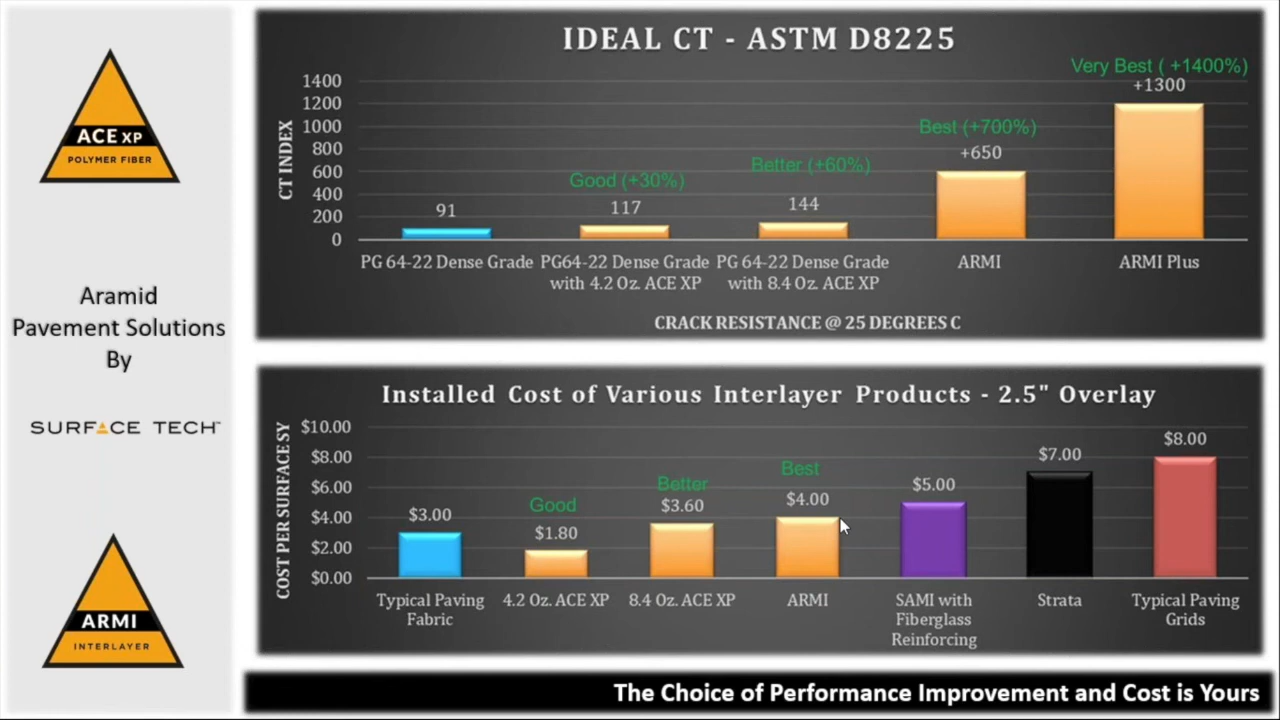 ACE XP
POLYMER FIBER
Aramid
Pavement Solutions
By
SURFACE TECH
ARMI
INTERLAYER
IDEAL CT - ASTM D8225
CT INDEX
1400
1200
1000
800
600
400
200
0
91
Good (+30%)
117
Better (+60%)
144
Best (+700%)
+650
Very Best ( +1400%)
+1300
PG 64-22 Dense Grade
PG64-22 Dense Grade
with 4.2 Oz. ACE XP
PG 64-22 Dense Grade
with 8.4 Oz. ACE XP
ARMI
ARMI Plus
CRACK RESISTANCE @ 25 DEGREES C
Installed Cost of Various Interlayer Products - 2.5" Overlay
COST PER SURFACE SY
$10.00
$8.00
$6.00
$4.00
$2.00
$0.00
$3.00
Good
$1.80
Better
$3.60
Best
$4.00
$5.00
$7.00
$8.00
Typical Paving
Fabric
4.2 Oz. ACE XP
8.4 Oz. ACE XP
ARMI
SAMI with
Fiberglass
Reinforcing
Strata
Typical Paving
Grids
The Choice of Performance Improvement and Cost is Yours